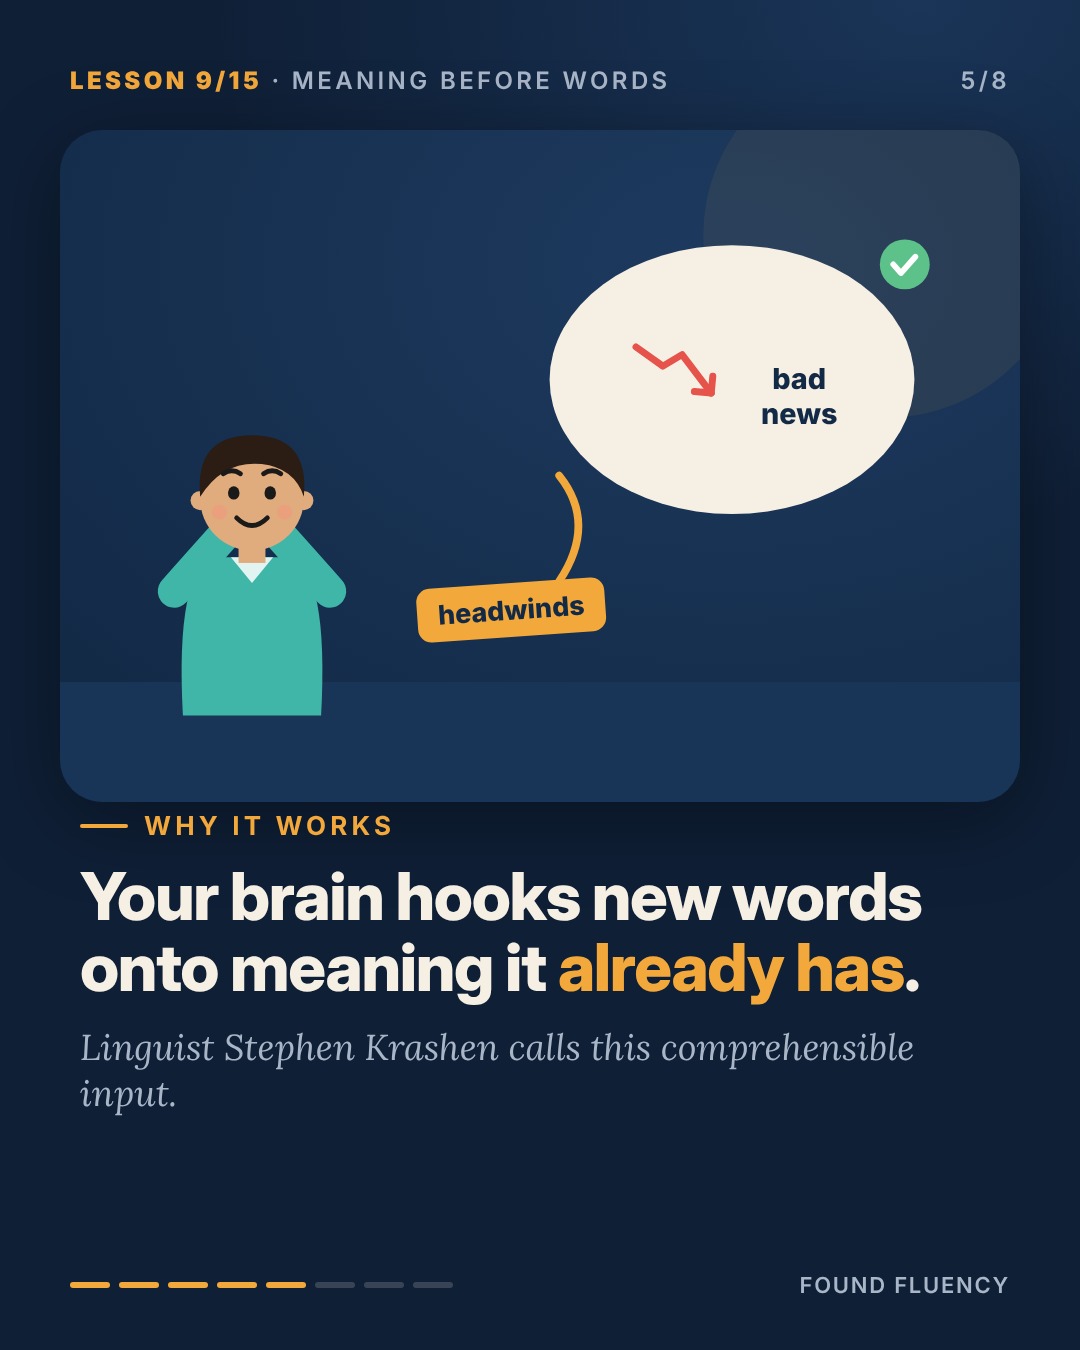 LESSON 9/15 · MEANING BEFORE WORDS
5/8
bad
news
headwinds
WHY IT WORKS
Your brain hooks new words
onto meaning it already has.
Linguist Stephen Krashen calls this comprehensible
input.
FOUND FLUENCY